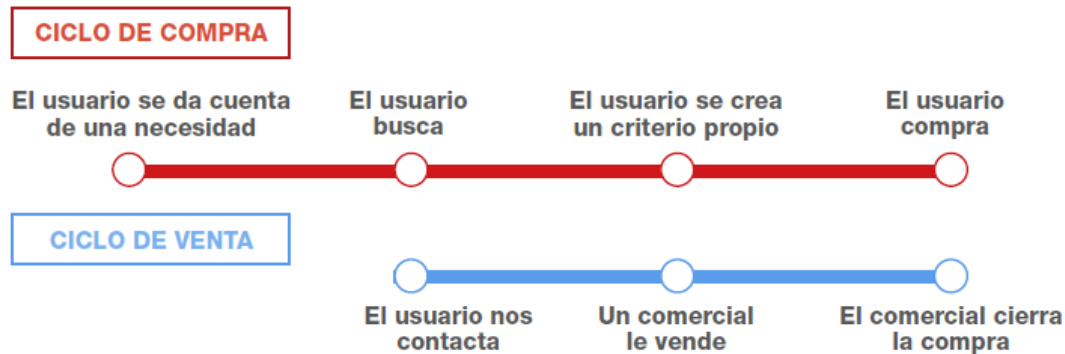 CICLO DE COMPRA
El usuario se da cuenta
de una necesidad
El usuario
busca
El usuario se crea
un criterio propio
El usuario
compra
CICLO DE VENTA
El usuario nos
contacta
Un comercial
le vende
El comercial cierra
la compra